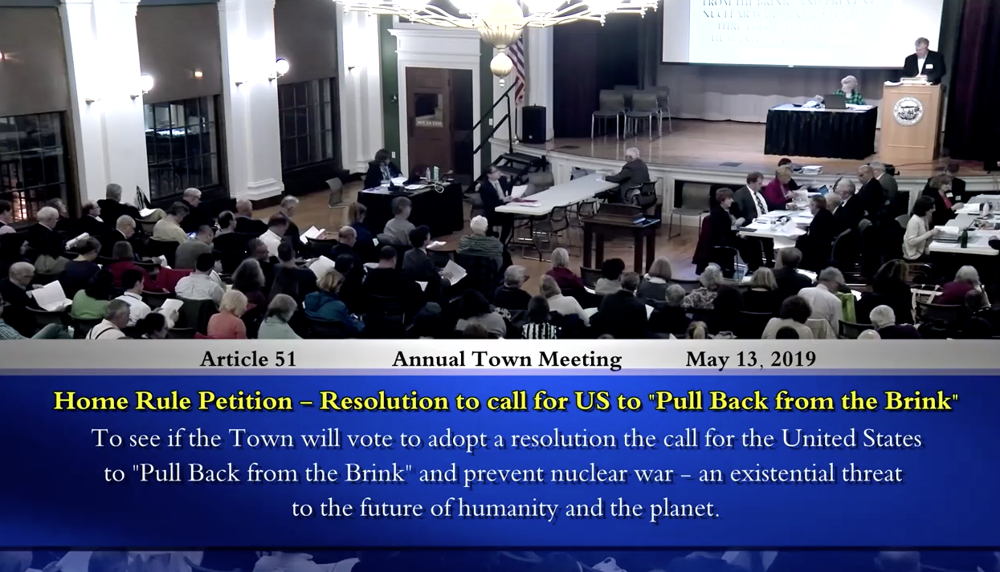 FROM THE BRINK AND PREVENT
NUCLEAR WAR
NOT AN EXIT
Article 51 Annual Town Meeting May 13, 2019
Home Rule Petition – Resolution to call for US to "Pull Back from the Brink"
To see if the Town will vote to adopt a resolution the call for the United States
to "Pull Back from the Brink" and prevent nuclear war – an existential threat
to the future of humanity and the planet.